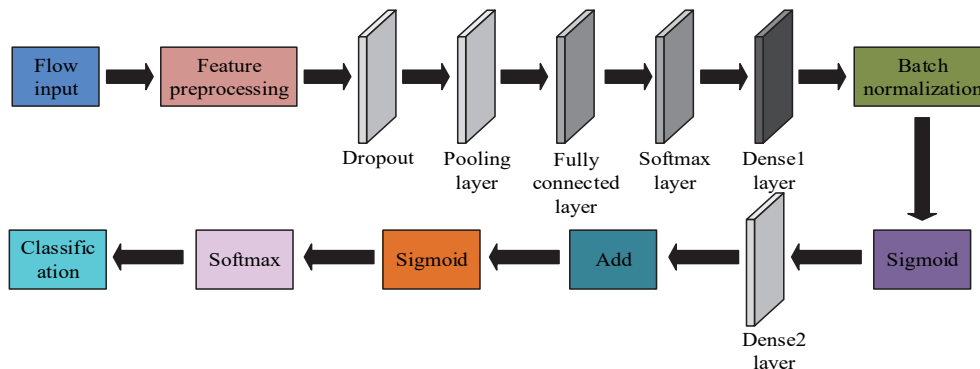 Flow
input
Feature
preprocessing
Batch
normalization
Dropout
Pooling
layer
Fully
connected
layer
Softmax
layer
Dense1
layer
Classific
ation
Softmax
Sigmoid
Add
Sigmoid
Dense2
layer